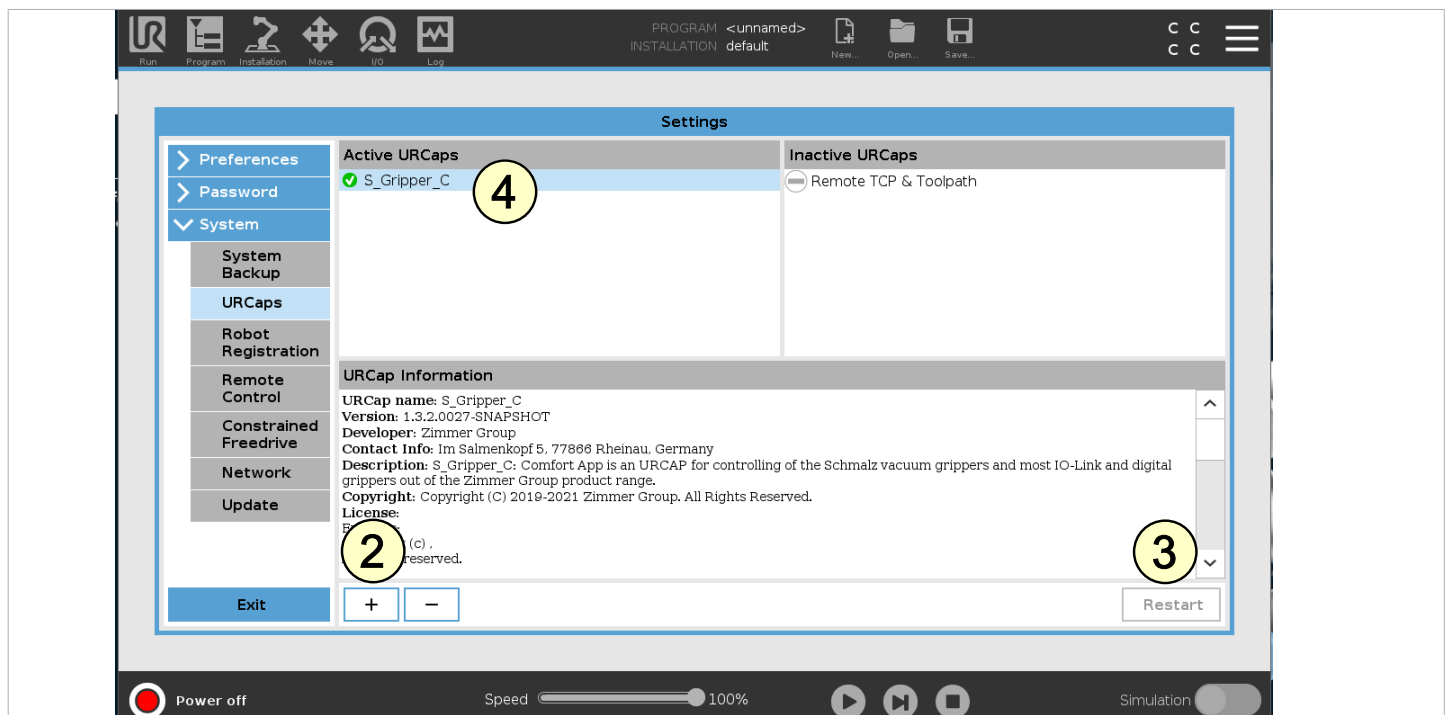 PROGRAM <unnamed>
INSTALLATION default
C C
C C
Run Program Installation Move I/O Log New... Open... Save...
Settings
Preferences
Password
System
System
Backup
URCaps
Robot
Registration
Remote
Control
Constrained
Freedrive
Network
Update
Exit
Active URCaps
S_Gripper_C
4
Inactive URCaps
Remote TCP & Toolpath
URCap Information
URCap name: S_Gripper_C
Version: 1.3.2.0027-SNAPSHOT
Developer: Zimmer Group
Contact Info: Im Salmenkopf 5, 77866 Rheinau, Germany
Description: S_Gripper_C: Comfort App is an URCAP for controlling of the Schmalz vacuum grippers and most IO-Link and digital
grippers out of the Zimmer Group product range.
Copyright: Copyright (C) 2019-2021 Zimmer Group. All Rights Reserved.
License:
(c) ,
reserved.
2
3
+
−
Restart
Power off
Speed 100%
Simulation